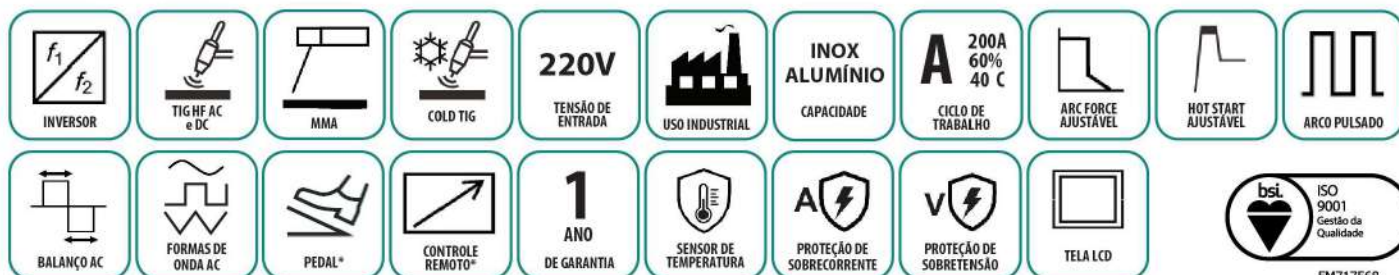 f1
f2
INVERSOR
TIG HF AC
e DC
MMA
COLD TIG
220V
TENSÃO DE
ENTRADA
USO INDUSTRIAL
INOX
ALUMÍNIO
CAPACIDADE
A
200A
60%
40 C
CICLO DE
TRABALHO
ARC FORCE
AJUSTÁVEL
HOT START
AJUSTÁVEL
ARCO PULSADO
BALANÇO AC
FORMAS DE
ONDA AC
PEDAL*
CONTROLE
REMOTO*
1
ANO
DE GARANTIA
SENSOR DE
TEMPERATURA
A
PROTEÇÃO DE
SOBRECORRENTE
V
PROTEÇÃO DE
SOBRETENSÃO
TELA LCD
bsi.
ISO
9001
Gestão da
Qualidade